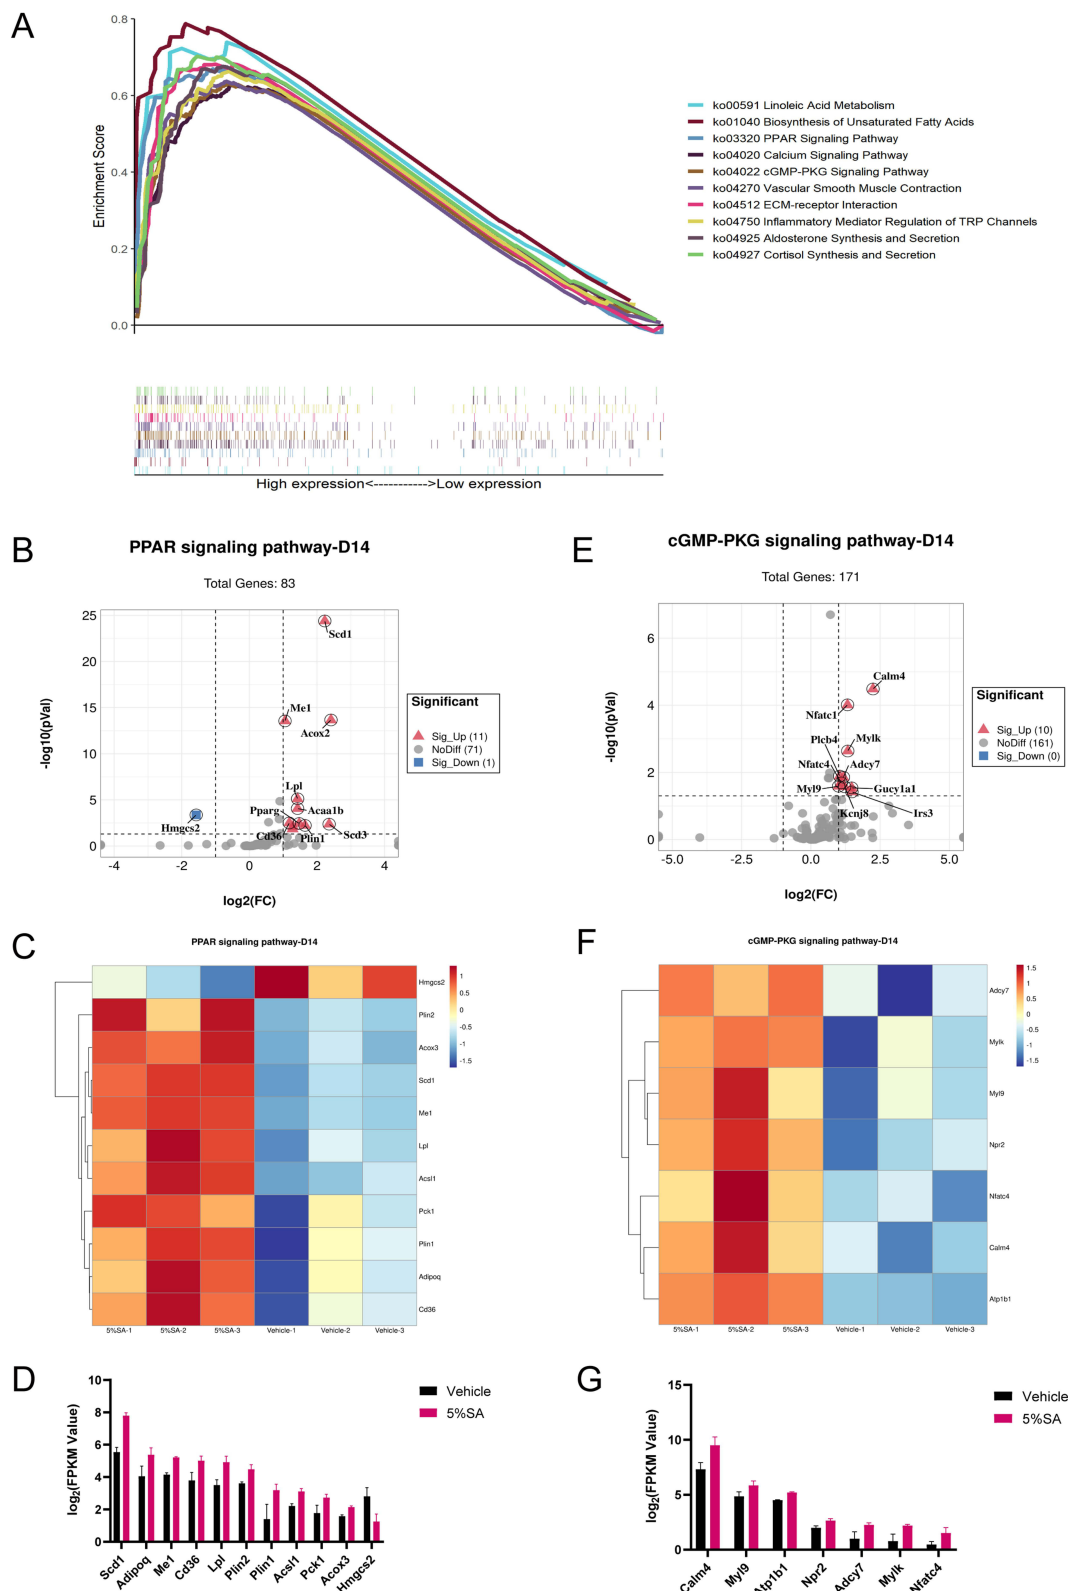 A
0.8
0.6
0.4
0.2
0.0
Enrichment Score
ko00591 Linoleic Acid Metabolism
ko01040 Biosynthesis of Unsaturated Fatty Acids
ko03320 PPAR Signaling Pathway
ko04020 Calcium Signaling Pathway
ko04022 cGMP-PKG Signaling Pathway
ko04270 Vascular Smooth Muscle Contraction
ko04512 ECM-receptor Interaction
ko04750 Inflammatory Mediator Regulation of TRP Channels
ko04925 Aldosterone Synthesis and Secretion
ko04927 Cortisol Synthesis and Secretion
High expression<----------->Low expression
B
PPAR signaling pathway-D14
Total Genes: 83
25
20
15
10
5
0
-log10(pVal)
Scd1
Me1
Acox2
Lpl
Acaa1b
Pparg
Hmgcs2
Cd36
Plin1
Scd3
-4
-2
0
2
4
log2(FC)
Significant
Sig_Up (11)
NoDiff (71)
Sig_Down (1)
E
cGMP-PKG signaling pathway-D14
Total Genes: 171
6
4
2
0
-log10(pVal)
Calm4
Nfatc1
Plcb4
Mylk
Nfatc4
Adcy7
Myl9
Gucy1a1
Kcnj8
Irs3
-5.0
-2.5
0.0
2.5
5.0
log2(FC)
Significant
Sig_Up (10)
NoDiff (161)
Sig_Down (0)
C
PPAR signaling pathway-D14
Hmgcs2
Plin2
Acox3
Scd1
Me1
Lpl
Acsl1
Pck1
Plin1
Adipoq
Cd36
1
0.5
0
-0.5
-1
-1.5
5%SA-1
5%SA-2
5%SA-3
Vehicle-1
Vehicle-2
Vehicle-3
F
cGMP-PKG signaling pathway-D14
Adcy7
Mylk
Myl9
Npr2
Nfatc4
Calm4
Atp1b1
1.5
1
0.5
0
-0.5
-1
-1.5
5%SA-1
5%SA-2
5%SA-3
Vehicle-1
Vehicle-2
Vehicle-3
D
10
8
6
4
2
0
log2(FPKM Value)
Vehicle
5%SA
Scd1
Adipoq
Me1
Cd36
Lpl
Plin2
Plin1
Acsl1
Pck1
Acox3
Hmgcs2
G
15
10
5
0
log2(FPKM Value)
Vehicle
5%SA
Calm4
Myl9
Atp1b1
Npr2
Adcy7
Mylk
Nfatc4